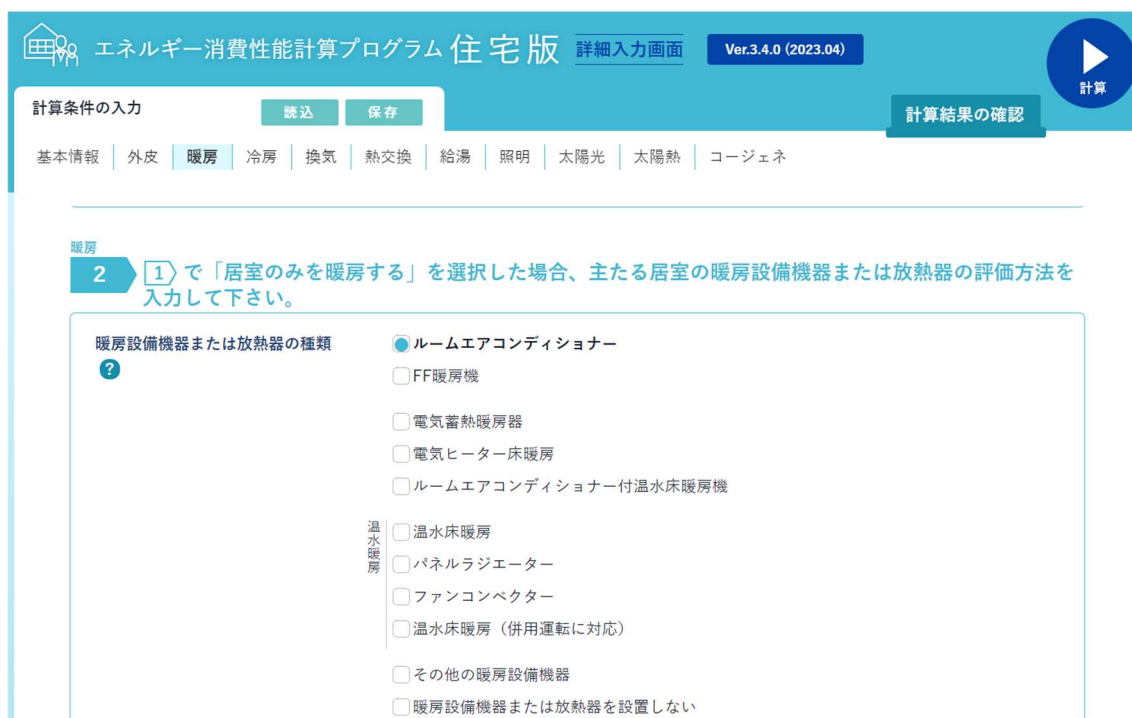 エネルギー消費性能計算プログラム 住宅版 詳細入力画面 Ver.3.4.0 (2023.04)
計算
計算条件の入力 読込 保存 計算結果の確認
基本情報 外皮 暖房 冷房 換気 熱交換 給湯 照明 太陽光 太陽熱 コージェネ
暖房
2 1 で「居室のみを暖房する」を選択した場合、主たる居室の暖房設備機器または放熱器の評価方法を
入力して下さい。
暖房設備機器または放熱器の種類 ルームエアコンディショナー
?
FF暖房機
電気蓄熱暖房器
電気ヒーター床暖房
ルームエアコンディショナー付温水床暖房機
温水暖房
温水床暖房
パネルラジエーター
ファンコンベクター
温水床暖房（併用運転に対応）
その他の暖房設備機器
暖房設備機器または放熱器を設置しない